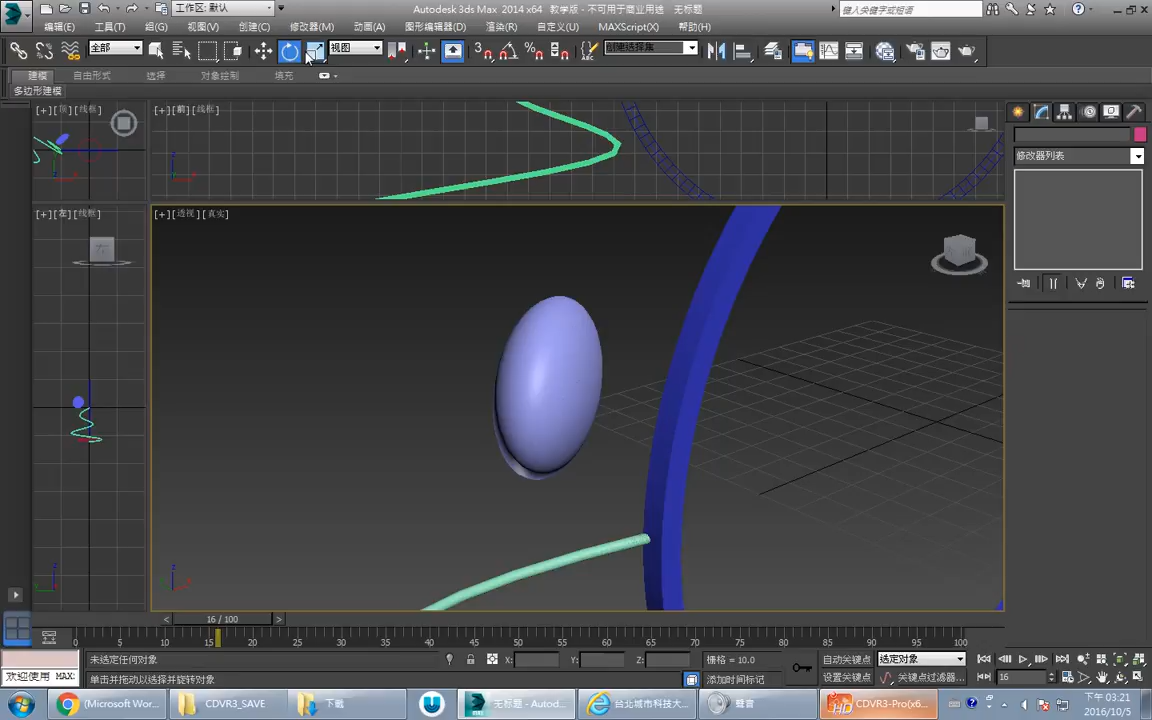 工作区: 默认
Autodesk 3ds Max 2014 x64 教学版 - 不可用于商业用途 无标题
键入关键字或短语
编辑(E) 工具(T) 组(G) 视图(V) 创建(C) 修改器(M) 动画(A) 图形编辑器(D) 渲染(R) 自定义(U) MAXScript(X) 帮助(H)
全部 视图 创建选择集
建模 自由形式 选择 对象绘制 填充
多边形建模
[+][顶][线框] [+][前][线框]
修改器列表
[+][左][线框] [+][透视][真实]
16 / 100
0 5 10 15 20 25 30 35 40 45 50 55 60 65 70 75 80 85 90 95 100
未选定任何对象 X: Y: Z: 栅格 = 10.0 自动关键点 选定对象
欢迎使用 MAX: 单击并拖动以选择并旋转对象 添加时间标记 设置关键点 关键点过滤器... 16
(Microsoft Wor... CDVR3_SAVE 下載 无标题 - Autod... 台北城市科技大... 聲音 CDVR3-Pro(x6... 下午 03:21
2016/10/5